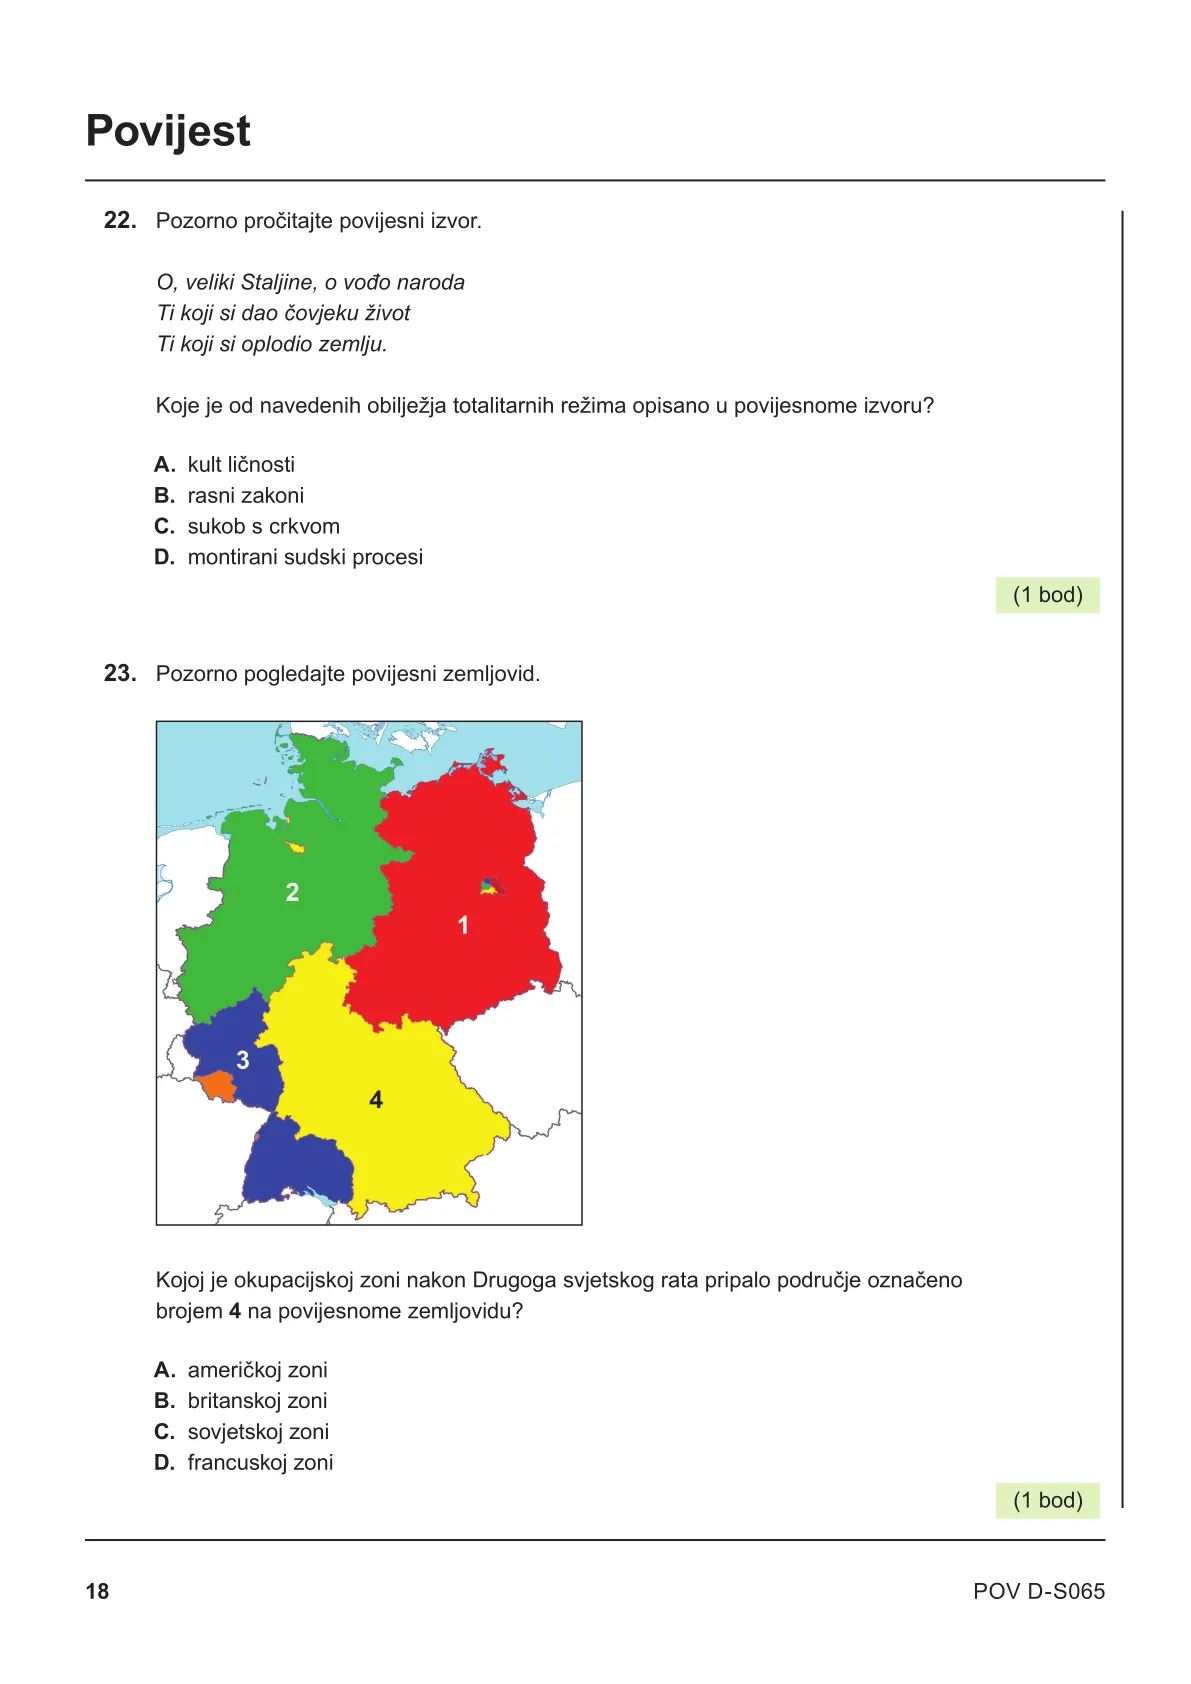 Povijest
22. Pozorno pročitajte povijesni izvor.
O, veliki Staljine, o vođo naroda
Ti koji si dao čovjeku život
Ti koji si oplodio zemlju.
Koje je od navedenih obilježja totalitarnih režima opisano u povijesnome izvoru?
A. kult ličnosti
B. rasni zakoni
C. sukob s crkvom
D. montirani sudski procesi
(1 bod)
23. Pozorno pogledajte povijesni zemljovid.
2
1
3
4
Kojoj je okupacijskoj zoni nakon Drugoga svjetskog rata pripalo područje označeno
brojem 4 na povijesnome zemljovidu?
A. američkoj zoni
B. britanskoj zoni
C. sovjetskoj zoni
D. francuskoj zoni
(1 bod)
18
POV D-S065